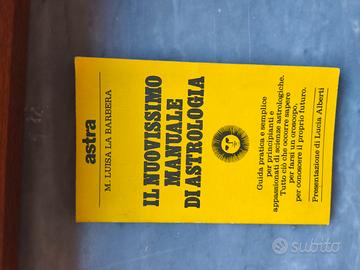 astra
M. LUISA LA BARBERA
IL NUOVISSIMO
MANUALE
DI ASTROLOGIA
Guida pratica e semplice
per principianti e
appassionati di scienze astrologiche.
Tutto ciò che occorre sapere
per farsi un oroscopo,
per conoscere il proprio futuro.
Presentazione di Lucia Alberti
subito